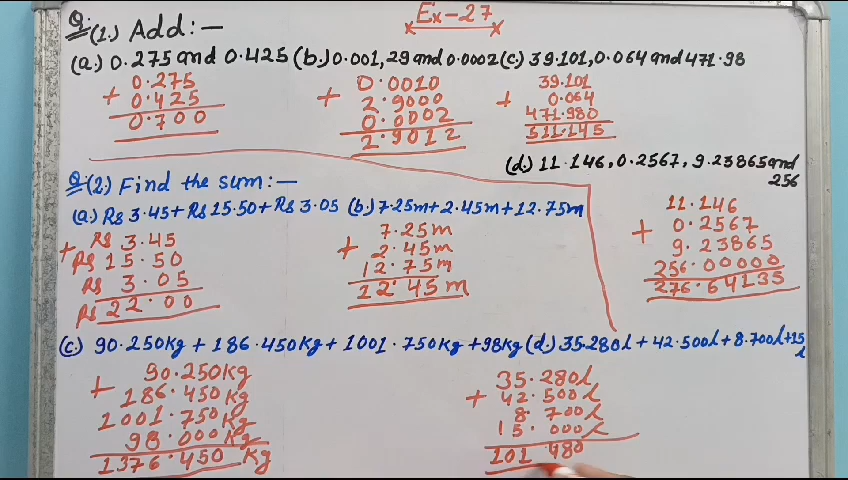 Ex-27
Q.(1.) Add:-
(a.) 0.275 and 0.425 (b.) 0.001, 29 and 0.0002 (c.) 39.101, 0.064 and 471.98
0.275
+ 0.425
0.700
0.0010
+ 2.9000
0.0002
2.9012
39.101
+ 0.064
471.980
511.145
(d.) 11.146, 0.2567, 9.23865 and
256
11.146
+ 0.2567
9.23865
256.00000
276.64135
Q.(2.) Find the sum:-
(a.) Rs 3.45 + Rs 15.50 + Rs 3.05 (b.) 7.25m + 2.45m + 12.75m
+ Rs 3.45
Rs 15.50
Rs 3.05
Rs 22.00
7.25m
+ 2.45m
12.75m
12.45m
(c.) 90.250kg + 186.450kg + 1001.750kg + 98kg (d.) 35.280l + 42.500l + 8.700l + 15
l
90.250kg
+ 186.450kg
1001.750kg
98.000kg
1376.450kg
35.280l
+ 42.500l
8.700l
15.000l
101.480